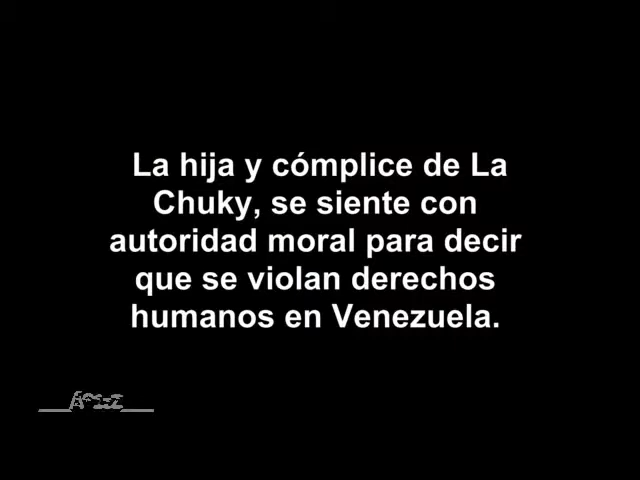 La hija y cómplice de La
Chuky, se siente con
autoridad moral para decir
que se violan derechos
humanos en Venezuela.